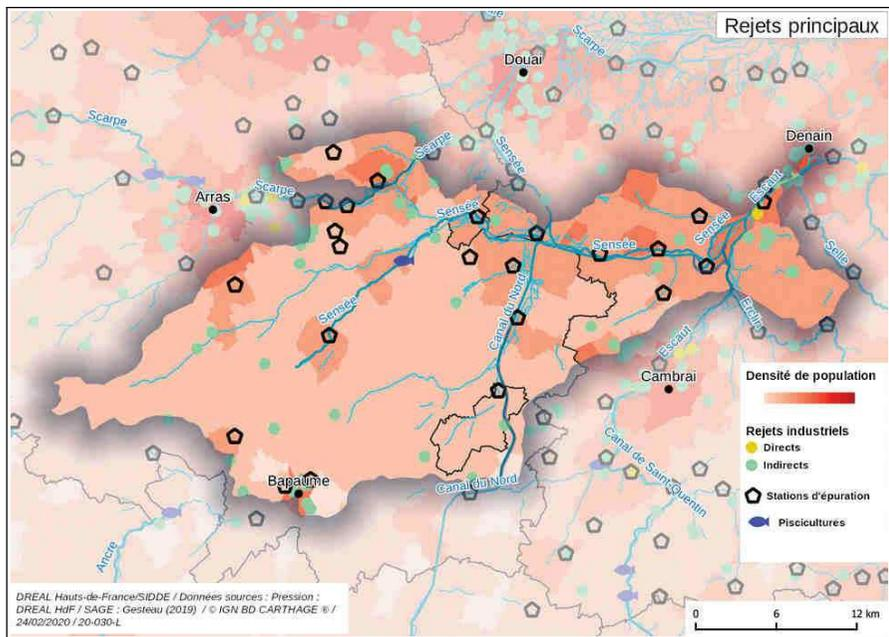 Rejets principaux
Scarpe
Douai
Scarpe
Scarpe
Sensée
Denain
Arras
Scarpe
Escaut
Sensée
Sensée
Sensée
Selle
Sensée
Canal du Nord
Escaut
Erclin
Cambrai
Densité de population
Rejets industriels
Directs
Indirects
Stations d'épuration
Piscicultures
Canal de Saint-Quentin
Bapaume
Canal du Nord
Ancre
DREAL Hauts-de-France/SIDDE / Données sources : Pression :
DREAL HdF / SAGE : Gesteau (2019) / © IGN BD CARTHAGE ® /
24/02/2020 / 20-030-L
0 6 12 km